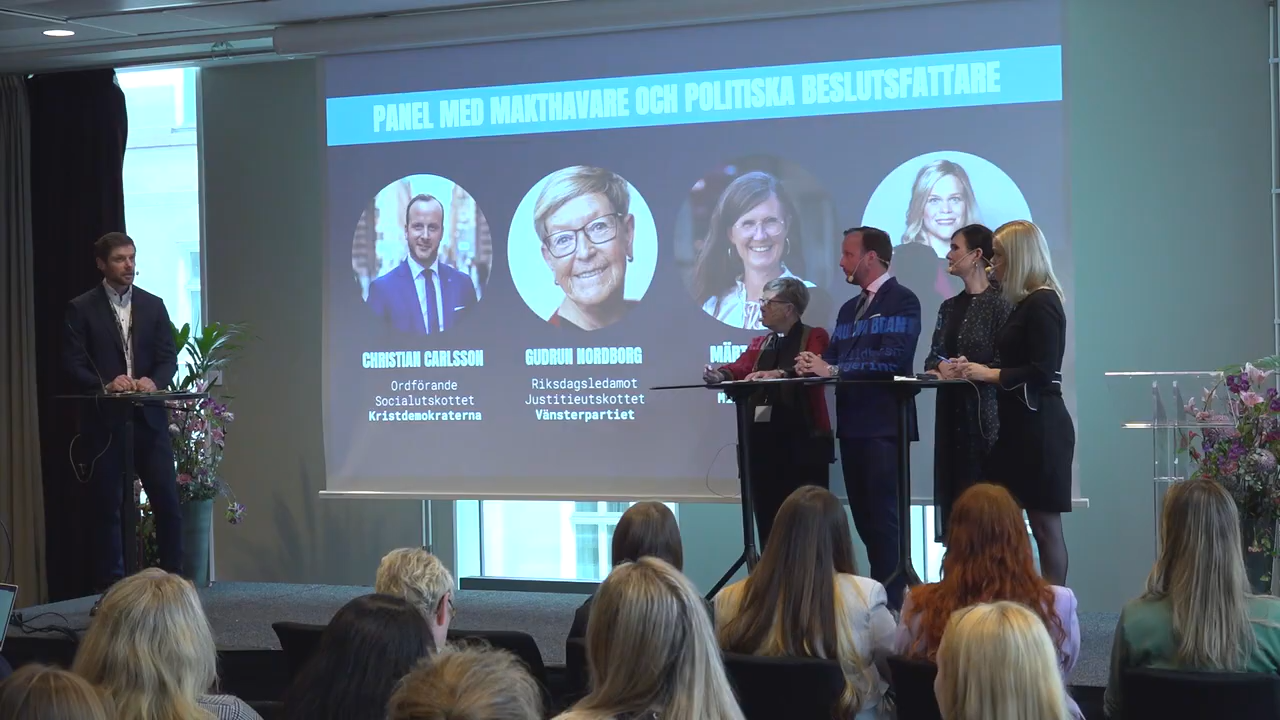 PANEL MED MAKTHAVARE OCH POLITISKA BESLUTSFATTARE
CHRISTIAN CARLSSON
Ordförande
Socialutskottet
Kristdemokraterna
GUDRUN NORDBORG
Riksdagsledamot
Justitieutskottet
Vänsterpartiet